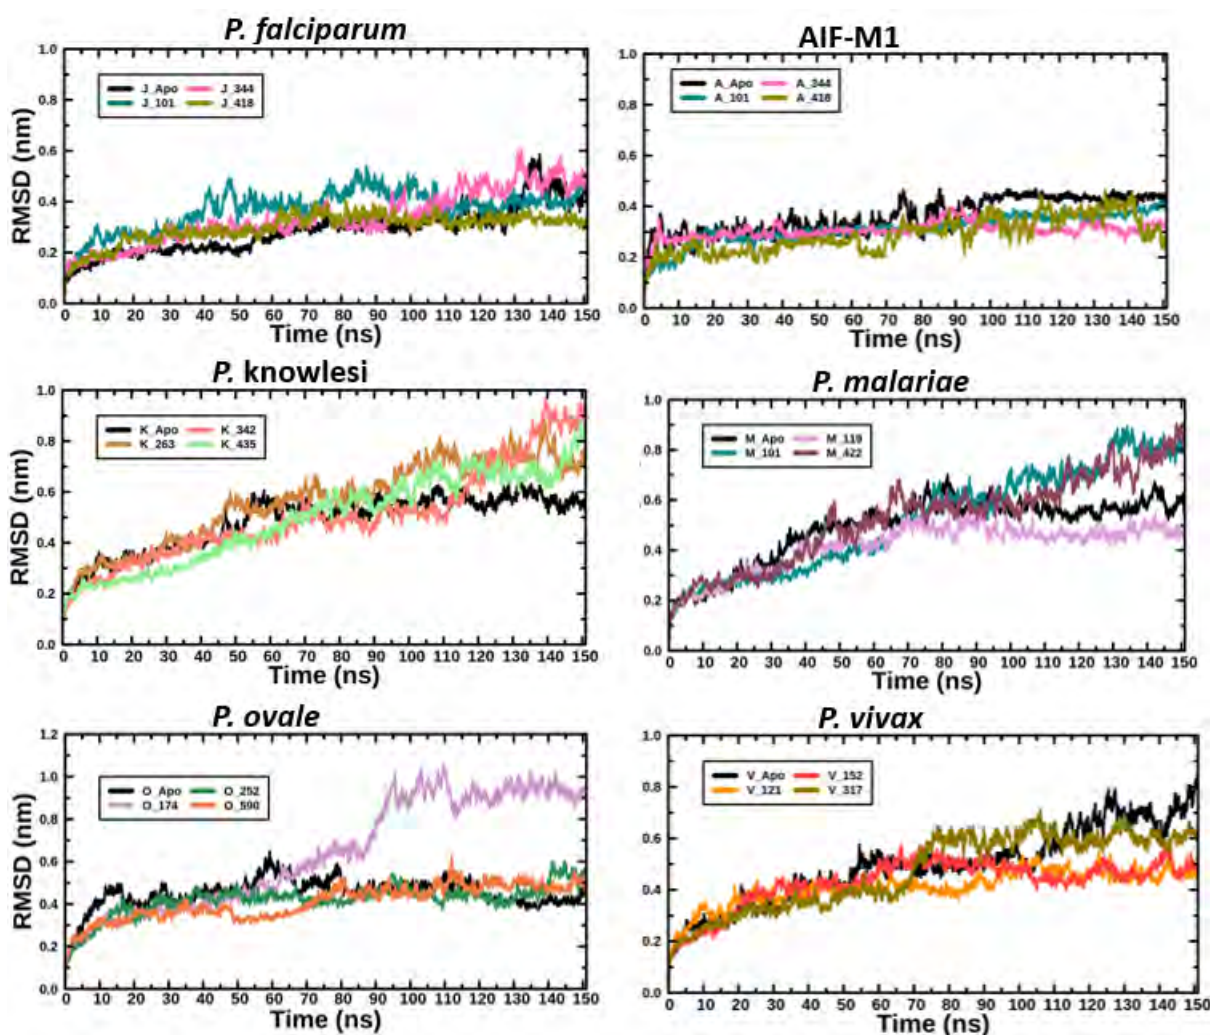 P. falciparum
1.0
0.8
0.6
0.4
0.2
0.0
RMSD (nm)
J_Apo J_344
J_101 J_418
0 10 20 30 40 50 60 70 80 90 100 110 120 130 140 150
Time (ns)
AIF-M1
1.0
0.8
0.6
0.4
0.2
0.0
A_Apo A_344
A_101 A_418
0 10 20 30 40 50 60 70 80 90 100 110 120 130 140 150
Time (ns)
P. knowlesi
1.0
0.8
0.6
0.4
0.2
0.0
RMSD (nm)
K_Apo K_342
K_263 K_435
0 10 20 30 40 50 60 70 80 90 100 110 120 130 140 150
Time (ns)
P. malariae
1.0
0.8
0.6
0.4
0.2
0.0
M_Apo M_119
M_101 M_422
0 10 20 30 40 50 60 70 80 90 100 110 120 130 140 150
Time (ns)
P. ovale
1.2
1.0
0.8
0.6
0.4
0.2
0.0
RMSD (nm)
O_Apo O_252
O_174 O_590
0 10 20 30 40 50 60 70 80 90 100 110 120 130 140 150
Time (ns)
P. vivax
1.0
0.8
0.6
0.4
0.2
0.0
V_Apo V_152
V_121 V_317
0 10 20 30 40 50 60 70 80 90 100 110 120 130 140 150
Time (ns)